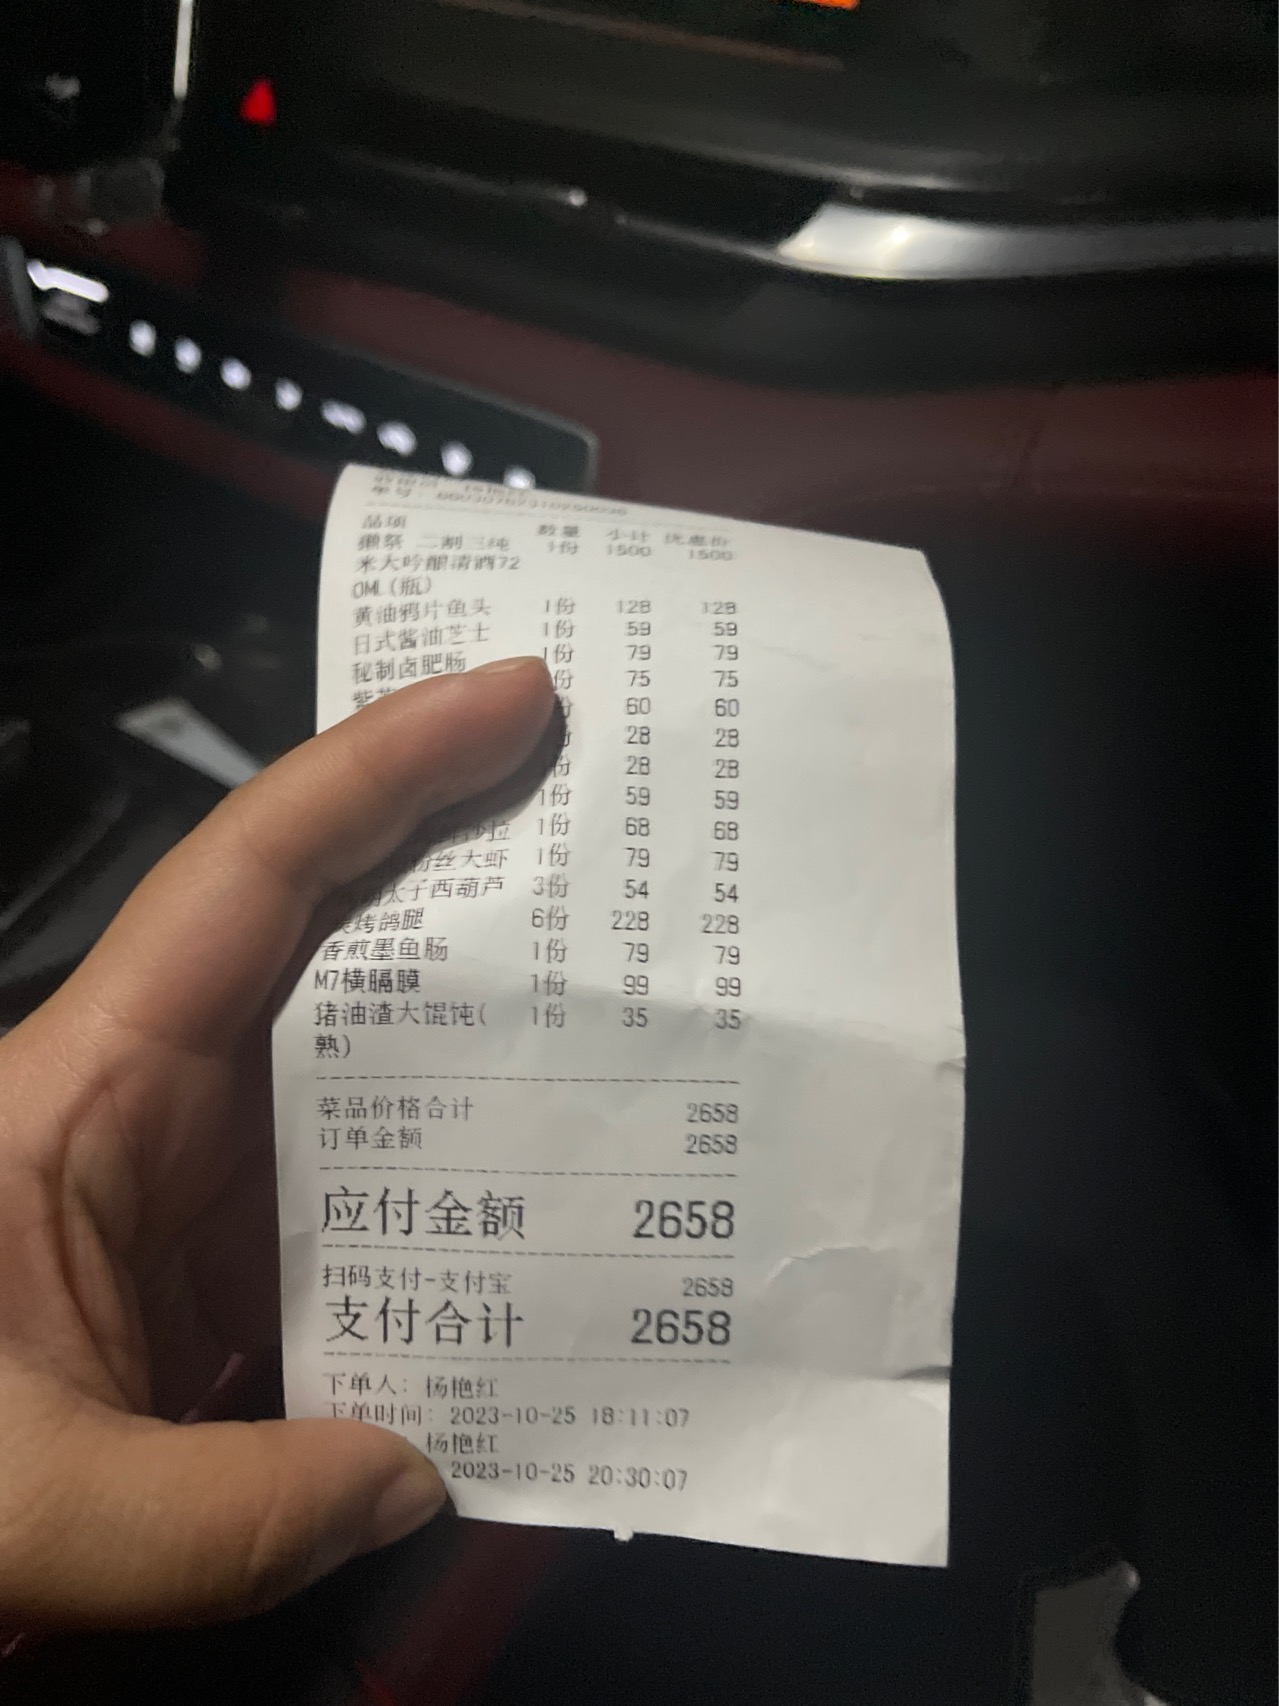 品项 数量 小计 优惠价
獭祭 二割三纯 1份 1500 1500
米大吟酿清酒72
0ML(瓶)
黄油鸦片鱼头 1份 128 128
日式酱油芝士 1份 59 59
秘制卤肥肠 1份 79 79
份 75 75
60 60
28 28
份 28 28
1份 59 59
沙拉 1份 68 68
粉丝大虾 1份 79 79
太子西葫芦 3份 54 54
烤鸽腿 6份 228 228
香煎墨鱼肠 1份 79 79
M7横膈膜 1份 99 99
猪油渣大馄饨( 1份 35 35
熟)
菜品价格合计 2658
订单金额 2658
应付金额 2658
扫码支付-支付宝 2658
支付合计 2658
下单人: 杨艳红
下单时间: 2023-10-25 18:11:07
杨艳红
2023-10-25 20:30:07